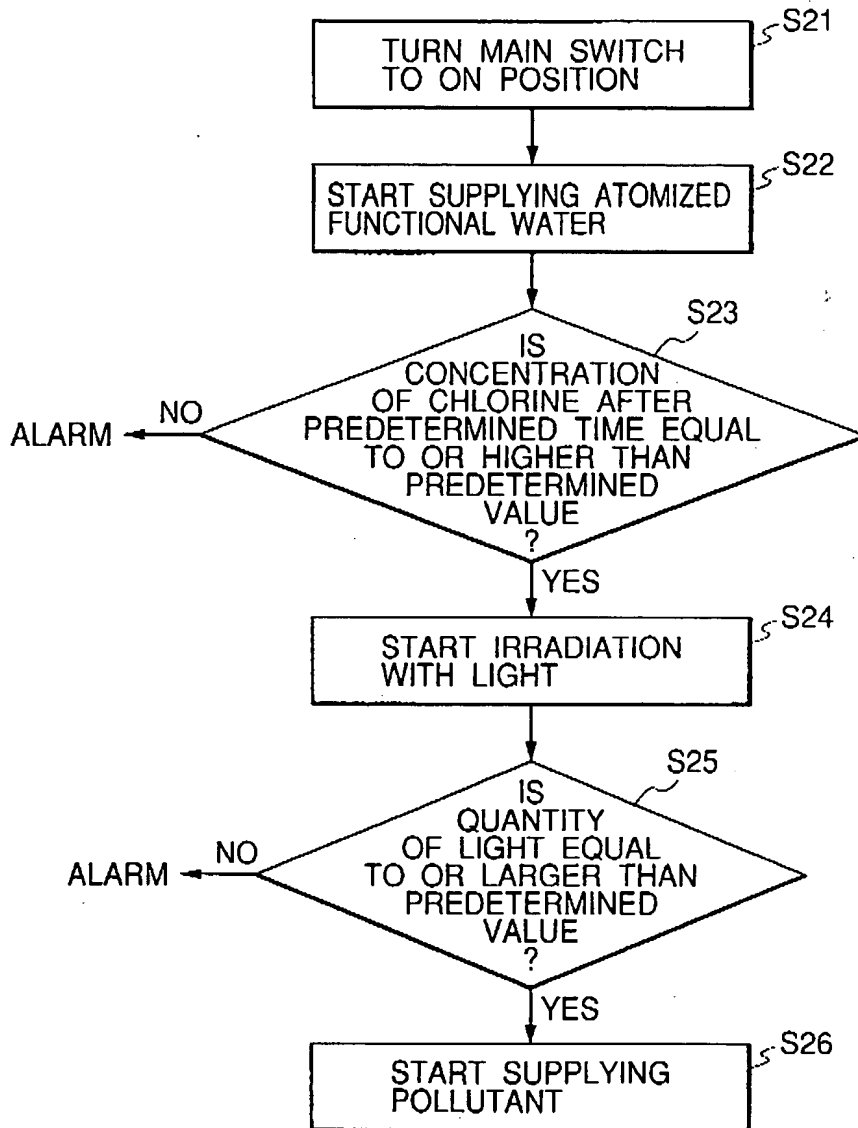 S21
TURN MAIN SWITCH
TO ON POSITION
S22
START SUPPLYING ATOMIZED
FUNCTIONAL WATER
S23
IS
CONCENTRATION
OF CHLORINE AFTER
PREDETERMINED TIME EQUAL
TO OR HIGHER THAN
PREDETERMINED
VALUE
?
NO
ALARM
YES
S24
START IRRADIATION
WITH LIGHT
S25
IS
QUANTITY
OF LIGHT EQUAL
TO OR LARGER THAN
PREDETERMINED
VALUE
?
NO
ALARM
YES
S26
START SUPPLYING
POLLUTANT